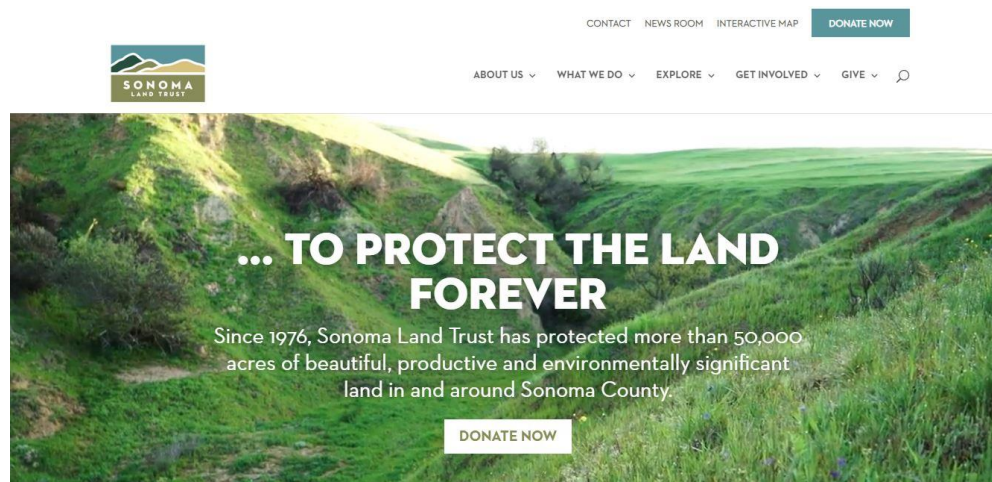 CONTACT NEWS ROOM INTERACTIVE MAP DONATE NOW
SONOMA
LAND TRUST
ABOUT US WHAT WE DO EXPLORE GET INVOLVED GIVE
... TO PROTECT THE LAND
FOREVER
Since 1976, Sonoma Land Trust has protected more than 50,000
acres of beautiful, productive and environmentally significant
land in and around Sonoma County.
DONATE NOW